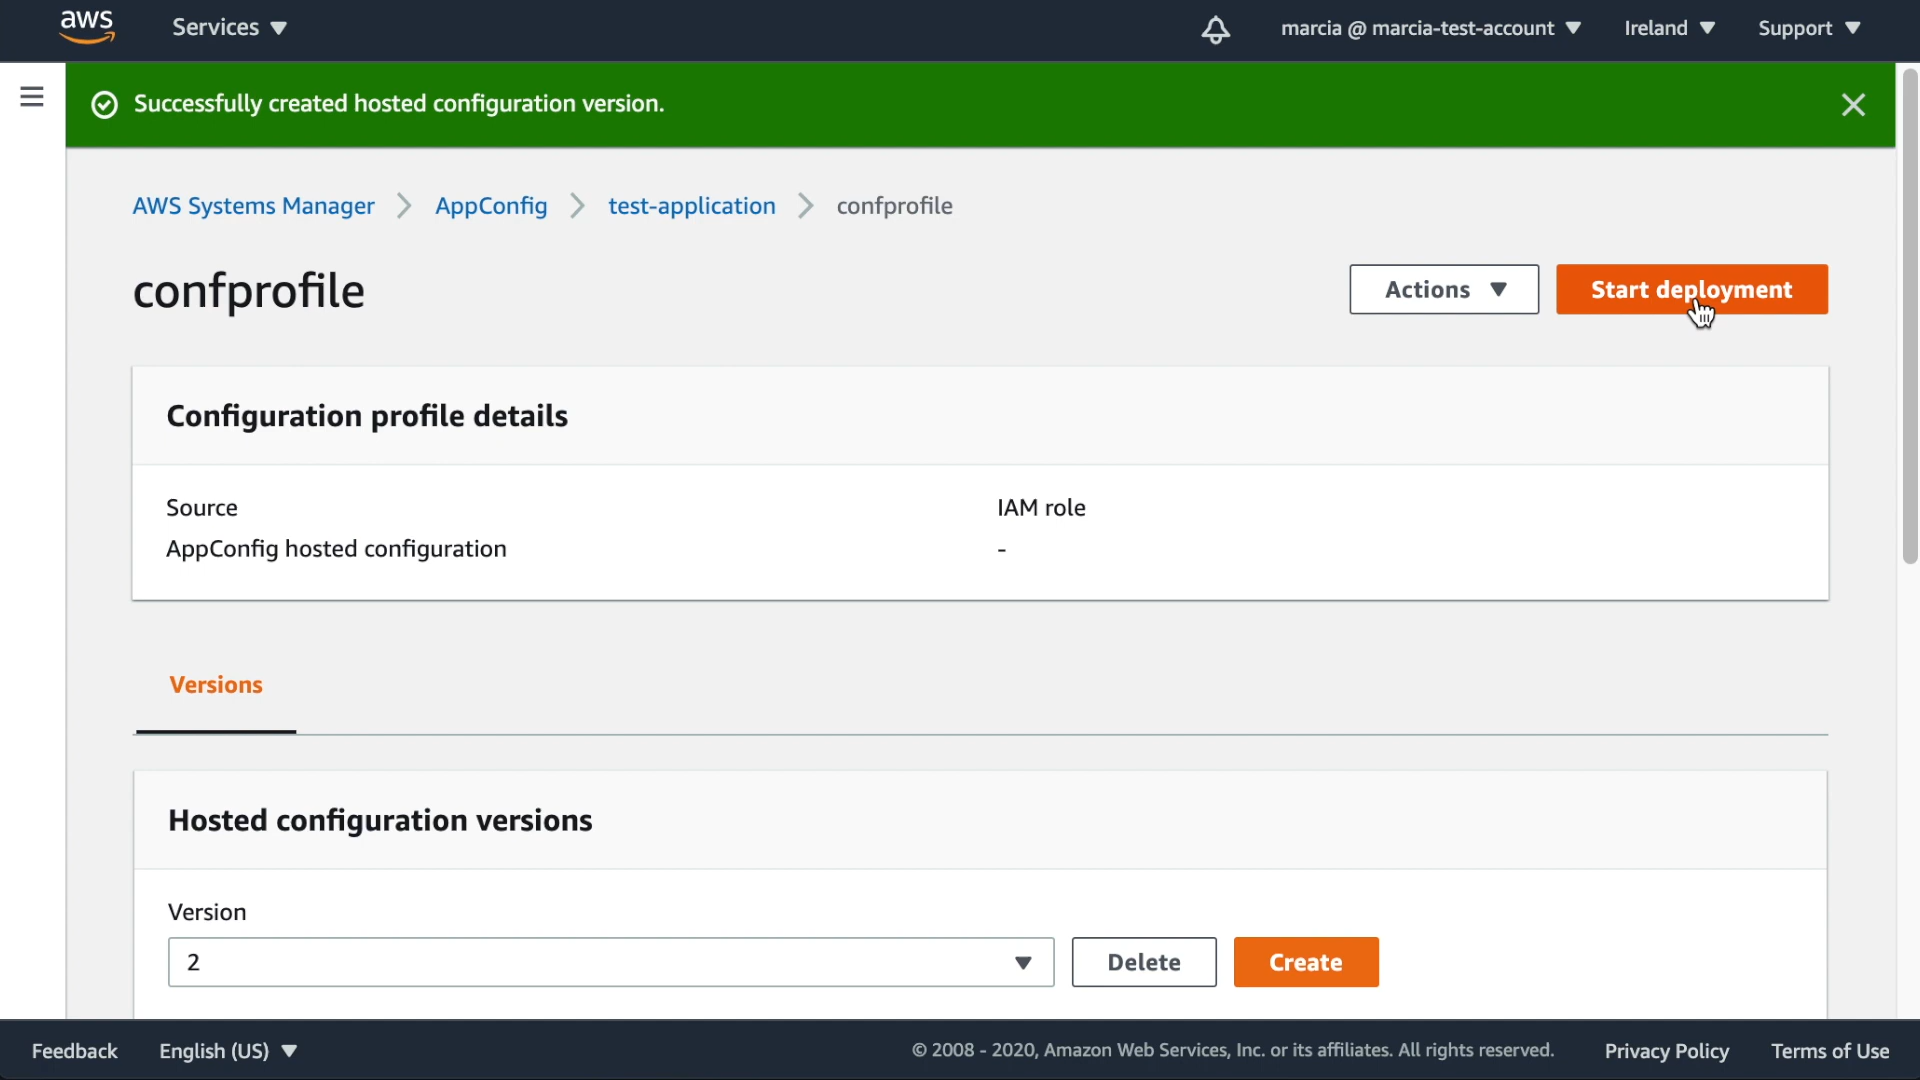 aws Services marcia @ marcia-test-account Ireland Support
Successfully created hosted configuration version.
AWS Systems Manager AppConfig test-application confprofile
confprofile Actions Start deployment
Configuration profile details
Source IAM role
AppConfig hosted configuration -
Versions
Hosted configuration versions
Version
2 Delete Create
Feedback English (US) © 2008 - 2020, Amazon Web Services, Inc. or its affiliates. All rights reserved. Privacy Policy Terms of Use